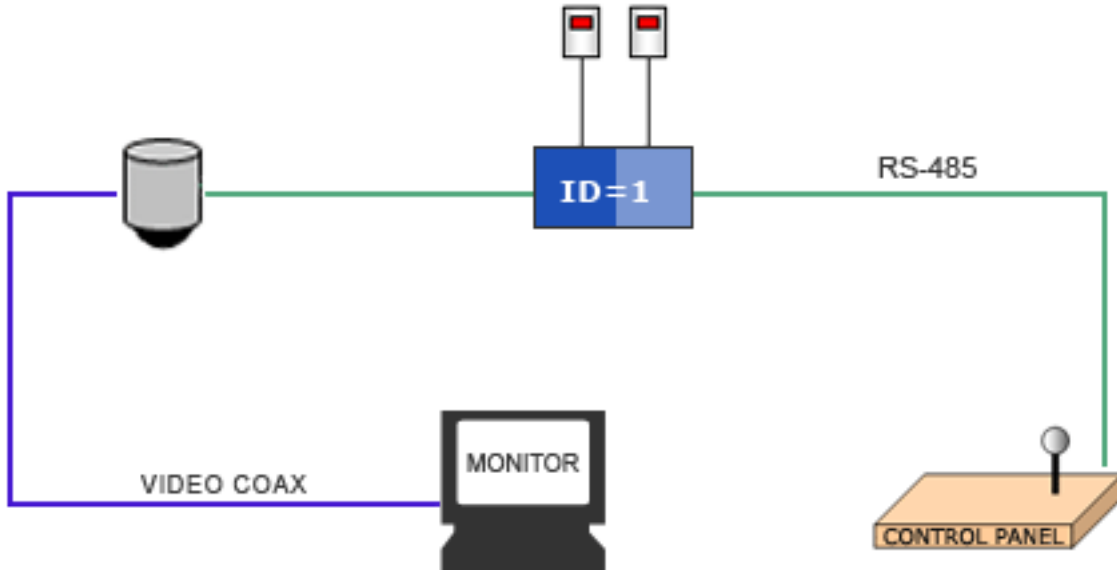 RS-485
ID=1
MONITOR
VIDEO COAX
CONTROL PANEL